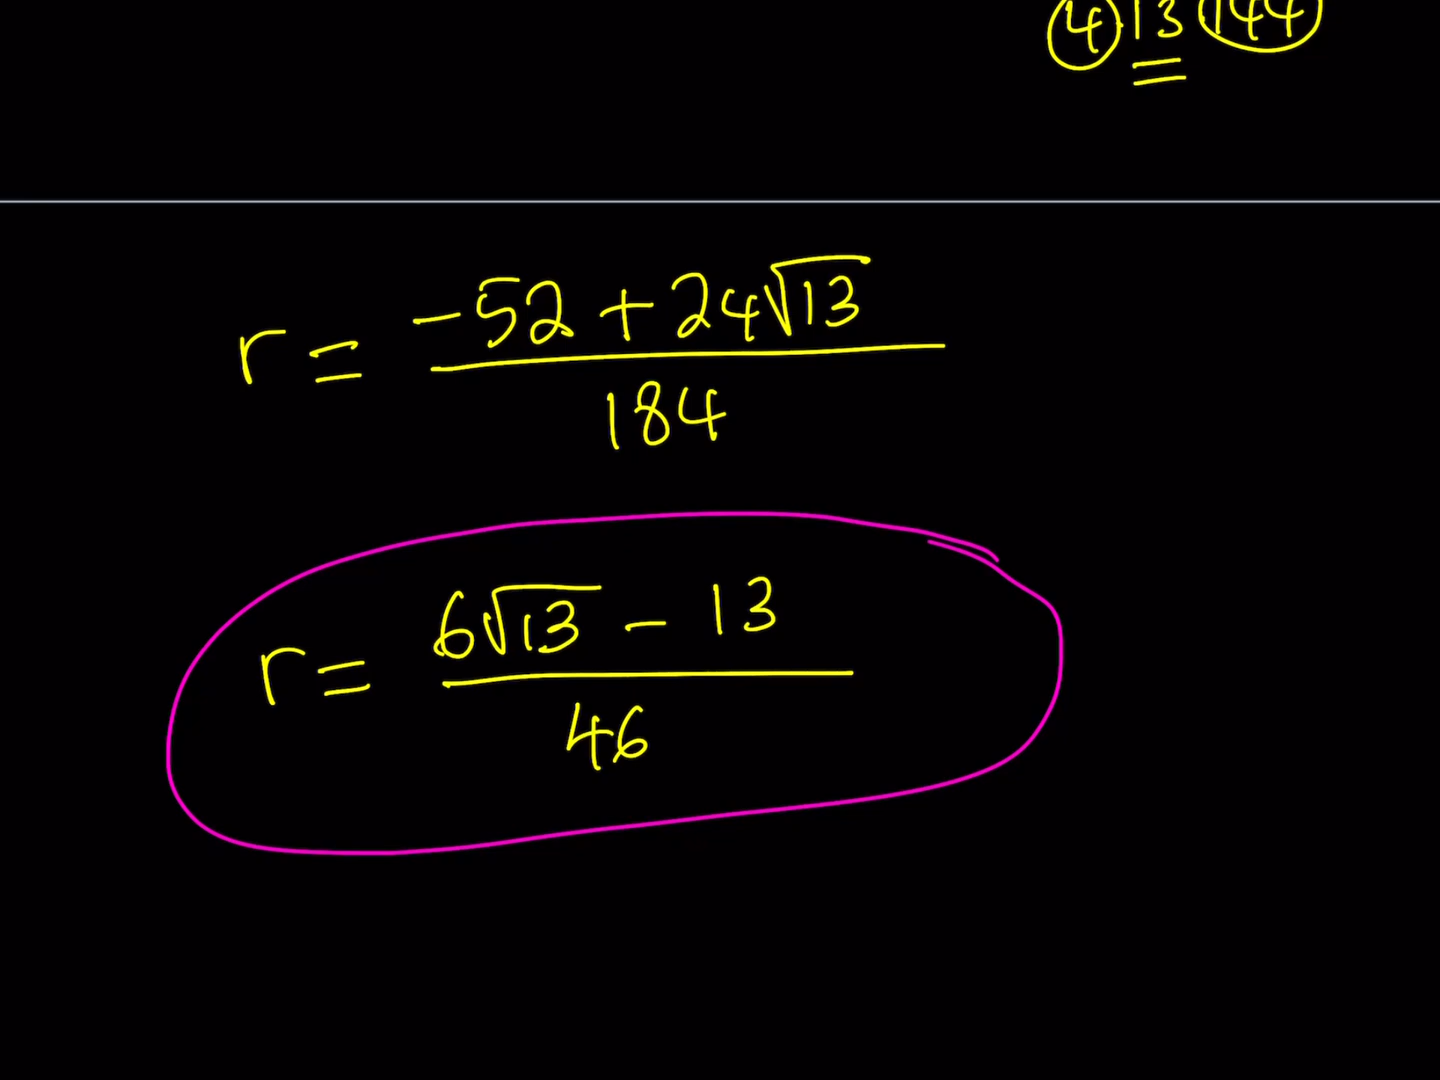 4 · 13 144
r = -52 + 24√13 / 184
r = 6√13 - 13 / 46